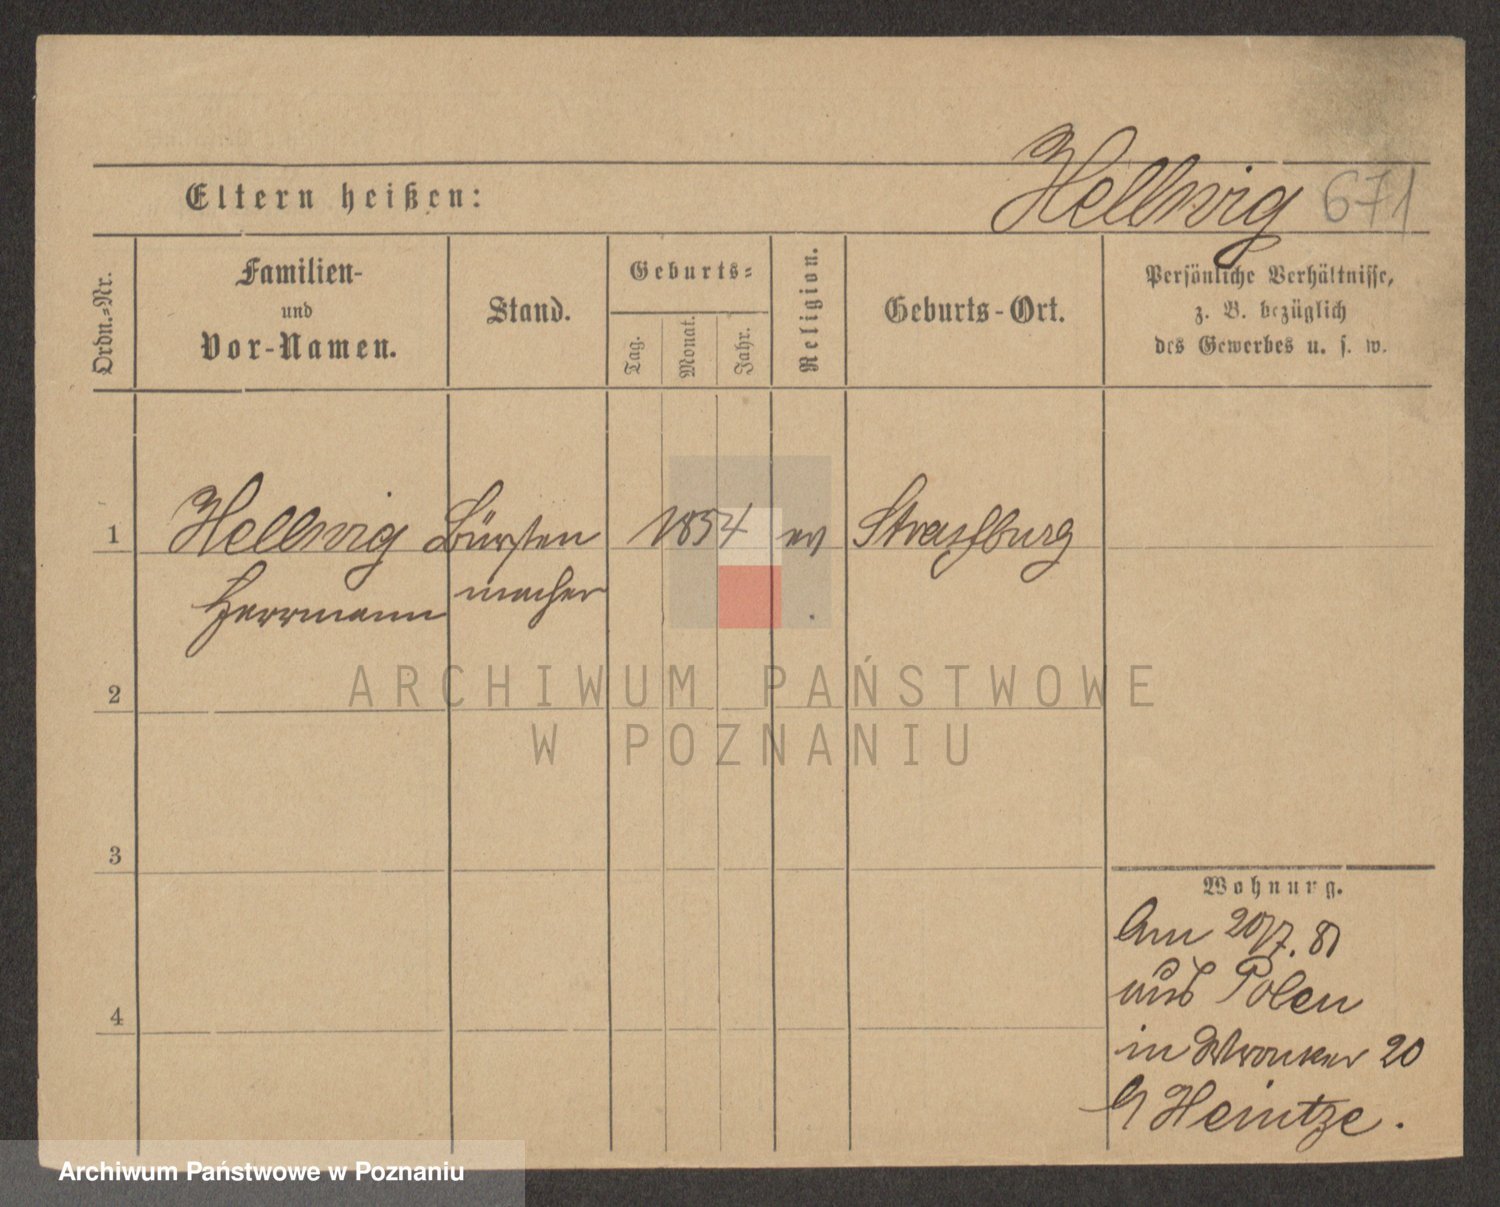 Hellwig 671
Eltern heißen:
Ordn.-Nr.
Familien-
und
Vor-Namen.
Stand.
Geburts-
Tag.
Monat.
Jahr.
Religion.
Geburts-Ort.
Persönliche Verhältnisse,
z. B. bezüglich
des Gewerbes u. s. w.
1 Hellwig Bürsten 1854 ev Straßburg
Herrmann macher
2
ARCHIWUM PAŃSTWOWE
W POZNANIU
3
Wohnung.
Am 20/7. 81
aus Polen
4
in Wronker 20
Heintze.
Archiwum Państwowe w Poznaniu